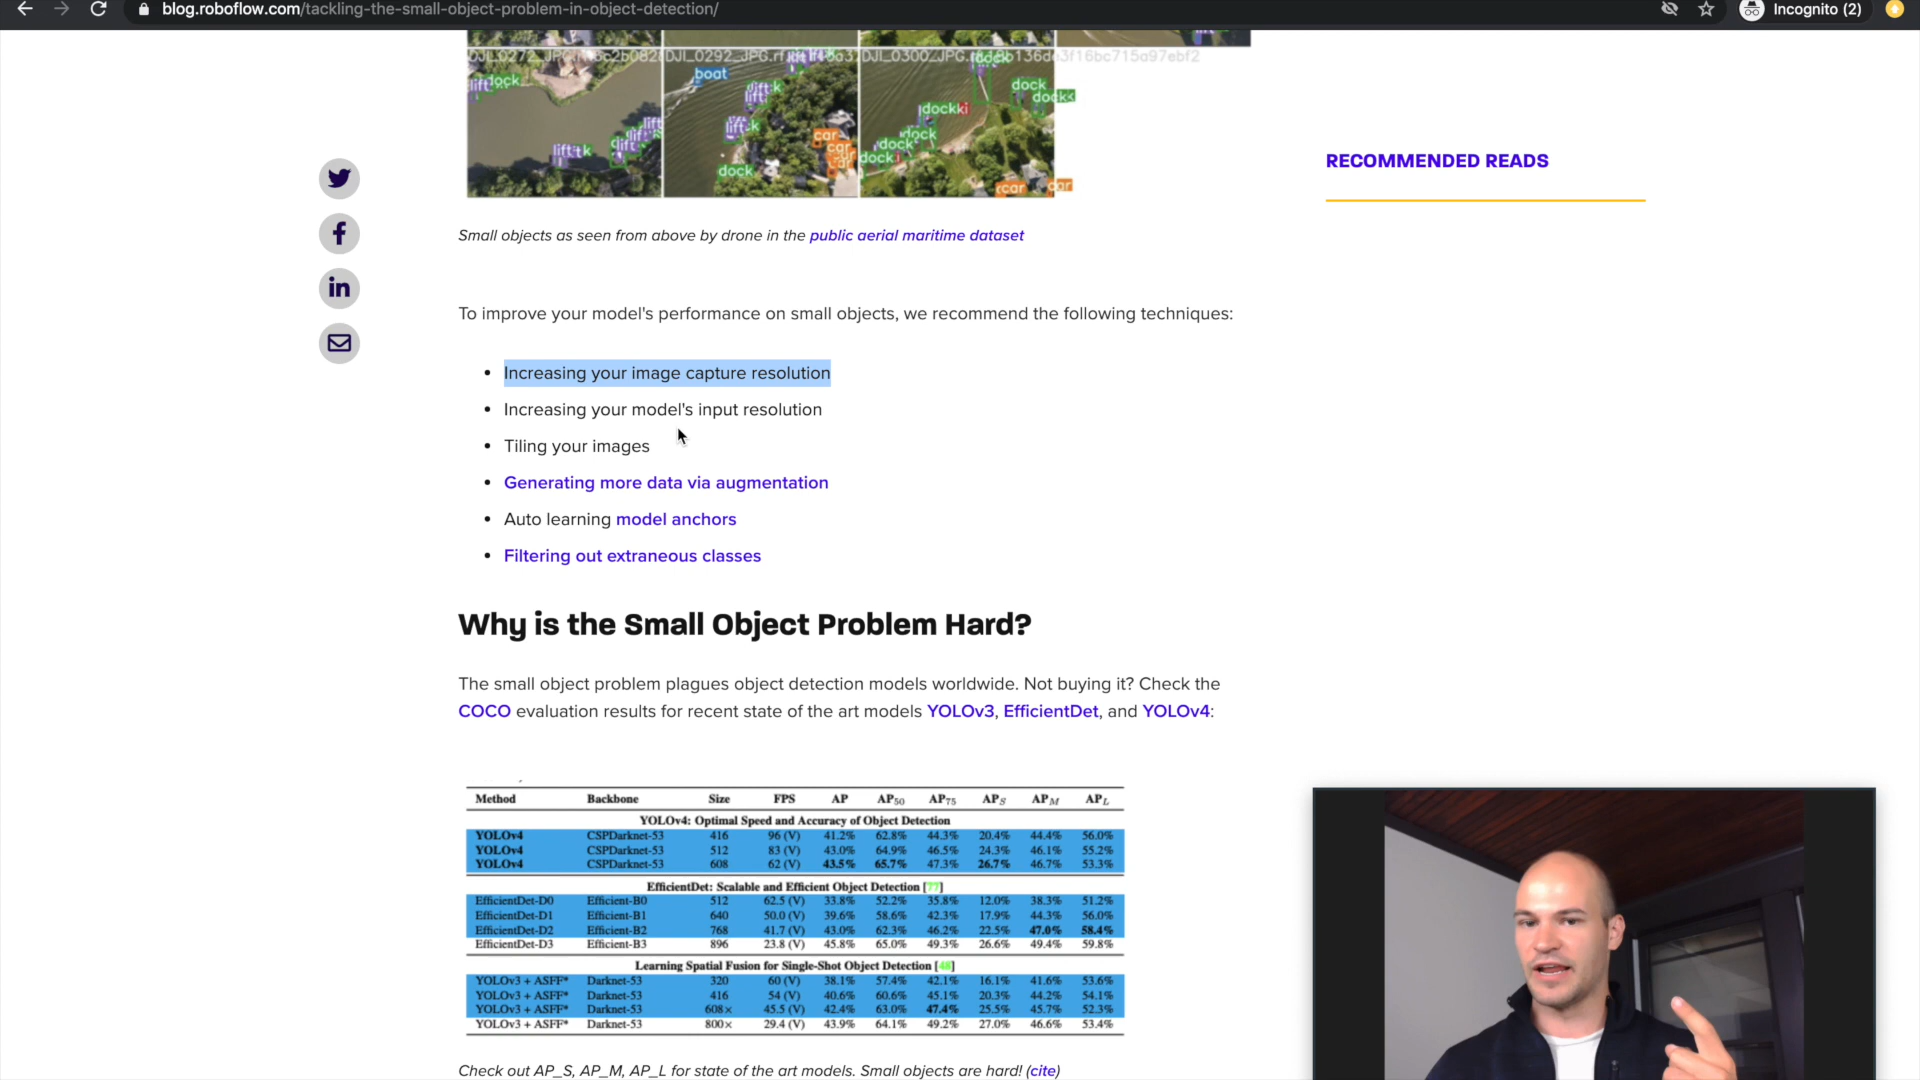 blog.roboflow.com/tackling-the-small-object-problem-in-object-detection/
Incognito (2)
boat
dock
dock
car
RECOMMENDED READS
Small objects as seen from above by drone in the public aerial maritime dataset
To improve your model's performance on small objects, we recommend the following techniques:
• Increasing your image capture resolution
• Increasing your model's input resolution
• Tiling your images
• Generating more data via augmentation
• Auto learning model anchors
• Filtering out extraneous classes
Why is the Small Object Problem Hard?
The small object problem plagues object detection models worldwide. Not buying it? Check the
COCO evaluation results for recent state of the art models YOLOv3, EfficientDet, and YOLOv4:
Method Backbone Size FPS AP AP50 AP75 APS APM APL
YOLOv4: Optimal Speed and Accuracy of Object Detection
YOLOv4 CSPDarknet-53 416 96 (V) 41.2% 62.8% 44.3% 20.4% 44.4% 56.0%
YOLOv4 CSPDarknet-53 512 83 (V) 43.0% 64.9% 46.5% 24.3% 46.1% 55.2%
YOLOv4 CSPDarknet-53 608 62 (V) 43.5% 65.7% 47.3% 26.7% 46.7% 53.3%
EfficientDet: Scalable and Efficient Object Detection [77]
EfficientDet-D0 Efficient-B0 512 62.5 (V) 33.8% 52.2% 35.8% 12.0% 38.3% 51.2%
EfficientDet-D1 Efficient-B1 640 50.0 (V) 39.6% 58.6% 42.3% 17.9% 44.3% 56.0%
EfficientDet-D2 Efficient-B2 768 41.7 (V) 43.0% 62.3% 46.2% 22.5% 47.0% 58.4%
EfficientDet-D3 Efficient-B3 896 23.8 (V) 45.8% 65.0% 49.3% 26.6% 49.4% 59.8%
Learning Spatial Fusion for Single-Shot Object Detection [48]
YOLOv3 + ASFF* Darknet-53 320 60 (V) 38.1% 57.4% 42.1% 16.1% 41.6% 53.6%
YOLOv3 + ASFF* Darknet-53 416 54 (V) 40.6% 60.6% 45.1% 20.3% 44.2% 54.1%
YOLOv3 + ASFF* Darknet-53 608× 45.5 (V) 42.4% 63.0% 47.4% 25.5% 45.7% 52.3%
YOLOv3 + ASFF* Darknet-53 800× 29.4 (V) 43.9% 64.1% 49.2% 27.0% 46.6% 53.4%
Check out AP_S, AP_M, AP_L for state of the art models. Small objects are hard! (cite)